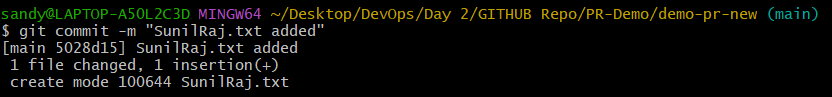 sandy@LAPTOP-A5OL2C3D MINGW64 ~/Desktop/DevOps/Day 2/GITHUB Repo/PR-Demo/demo-pr-new (main)
$ git commit -m "SunilRaj.txt added"
[main 5028d15] SunilRaj.txt added
 1 file changed, 1 insertion(+)
 create mode 100644 SunilRaj.txt